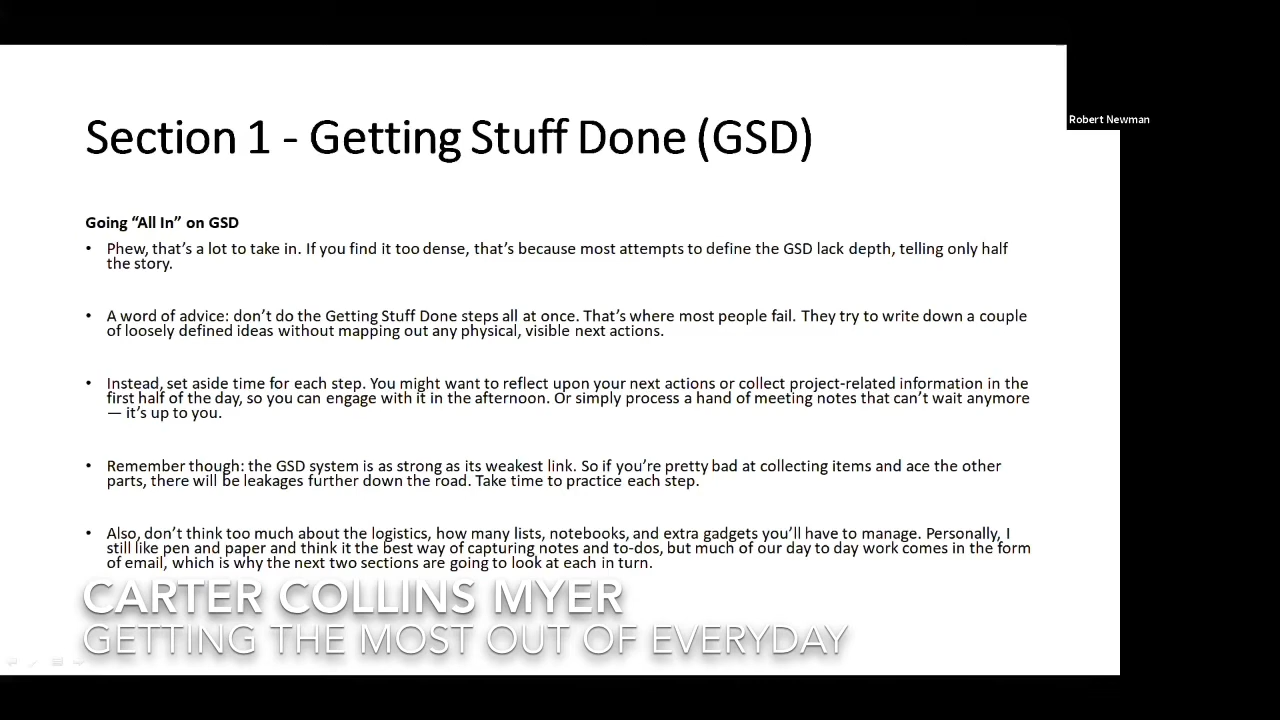 Section 1 - Getting Stuff Done (GSD)
Robert Newman
Going “All In” on GSD
• Phew, that’s a lot to take in. If you find it too dense, that’s because most attempts to define the GSD lack depth, telling only half
the story.
• A word of advice: don’t do the Getting Stuff Done steps all at once. That’s where most people fail. They try to write down a couple
of loosely defined ideas without mapping out any physical, visible next actions.
• Instead, set aside time for each step. You might want to reflect upon your next actions or collect project-related information in the
first half of the day, so you can engage with it in the afternoon. Or simply process a hand of meeting notes that can’t wait anymore
— it’s up to you.
• Remember though: the GSD system is as strong as its weakest link. So if you’re pretty bad at collecting items and ace the other
parts, there will be leakages further down the road. Take time to practice each step.
• Also, don’t think too much about the logistics, how many lists, notebooks, and extra gadgets you’ll have to manage. Personally, I
still like pen and paper and think it the best way of capturing notes and to-dos, but much of our day to day work comes in the form
of email, which is why the next two sections are going to look at each in turn.
CARTER COLLINS MYER
GETTING THE MOST OUT OF EVERYDAY